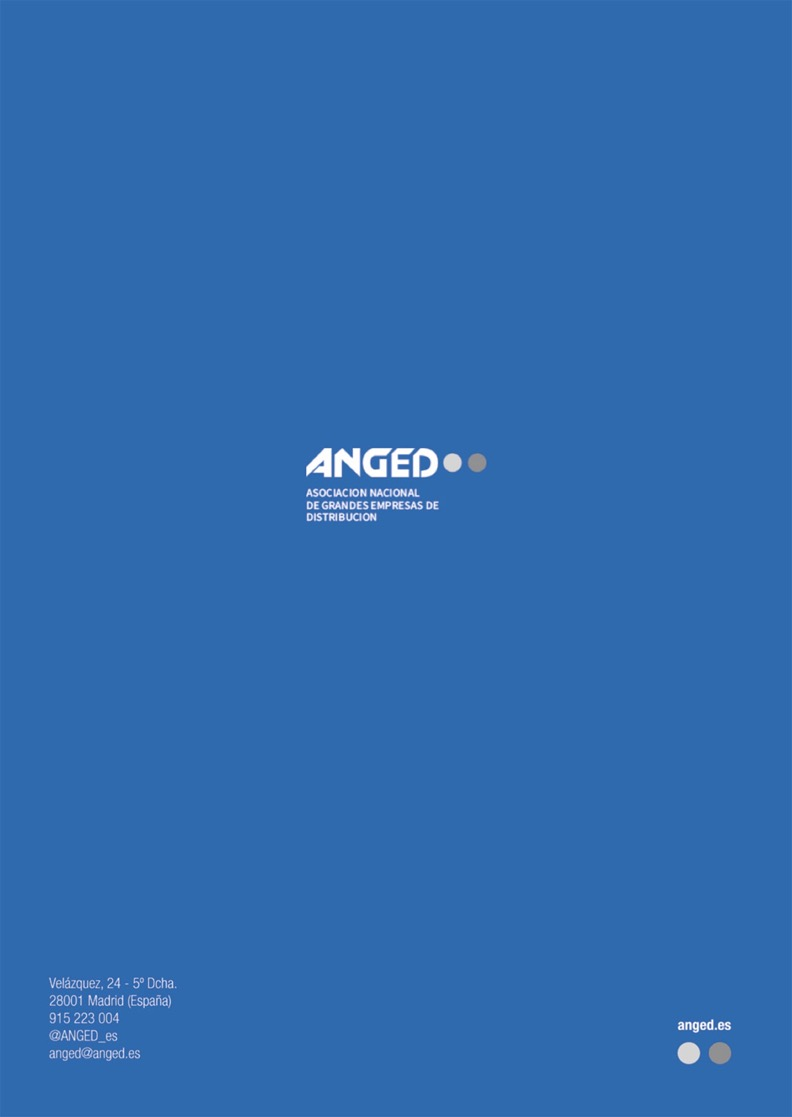 ANGED
ASOCIACION NACIONAL
DE GRANDES EMPRESAS DE
DISTRIBUCION
Velázquez, 24 - 5º Dcha.
28001 Madrid (España)
915 223 004
@ANGED_es
anged@anged.es
anged.es